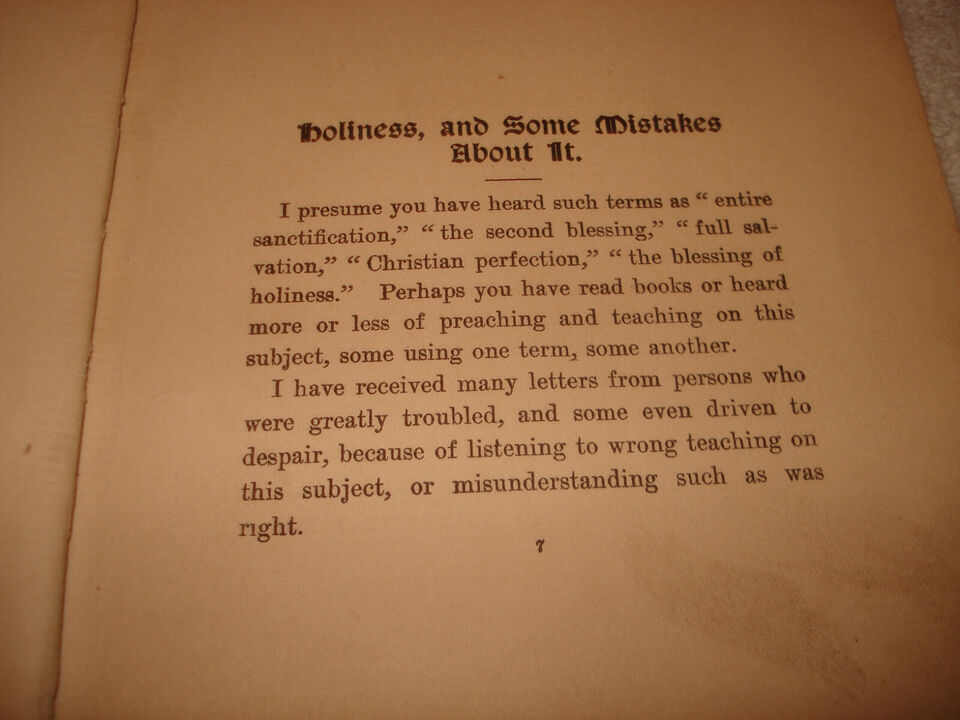 Holiness, and Some Mistakes
About It.
I presume you have heard such terms as “ entire
sanctification,” “ the second blessing,” “ full sal-
vation,” “ Christian perfection,” “ the blessing of
holiness.” Perhaps you have read books or heard
more or less of preaching and teaching on this
subject, some using one term, some another.
I have received many letters from persons who
were greatly troubled, and some even driven to
despair, because of listening to wrong teaching on
this subject, or misunderstanding such as was
right.
7